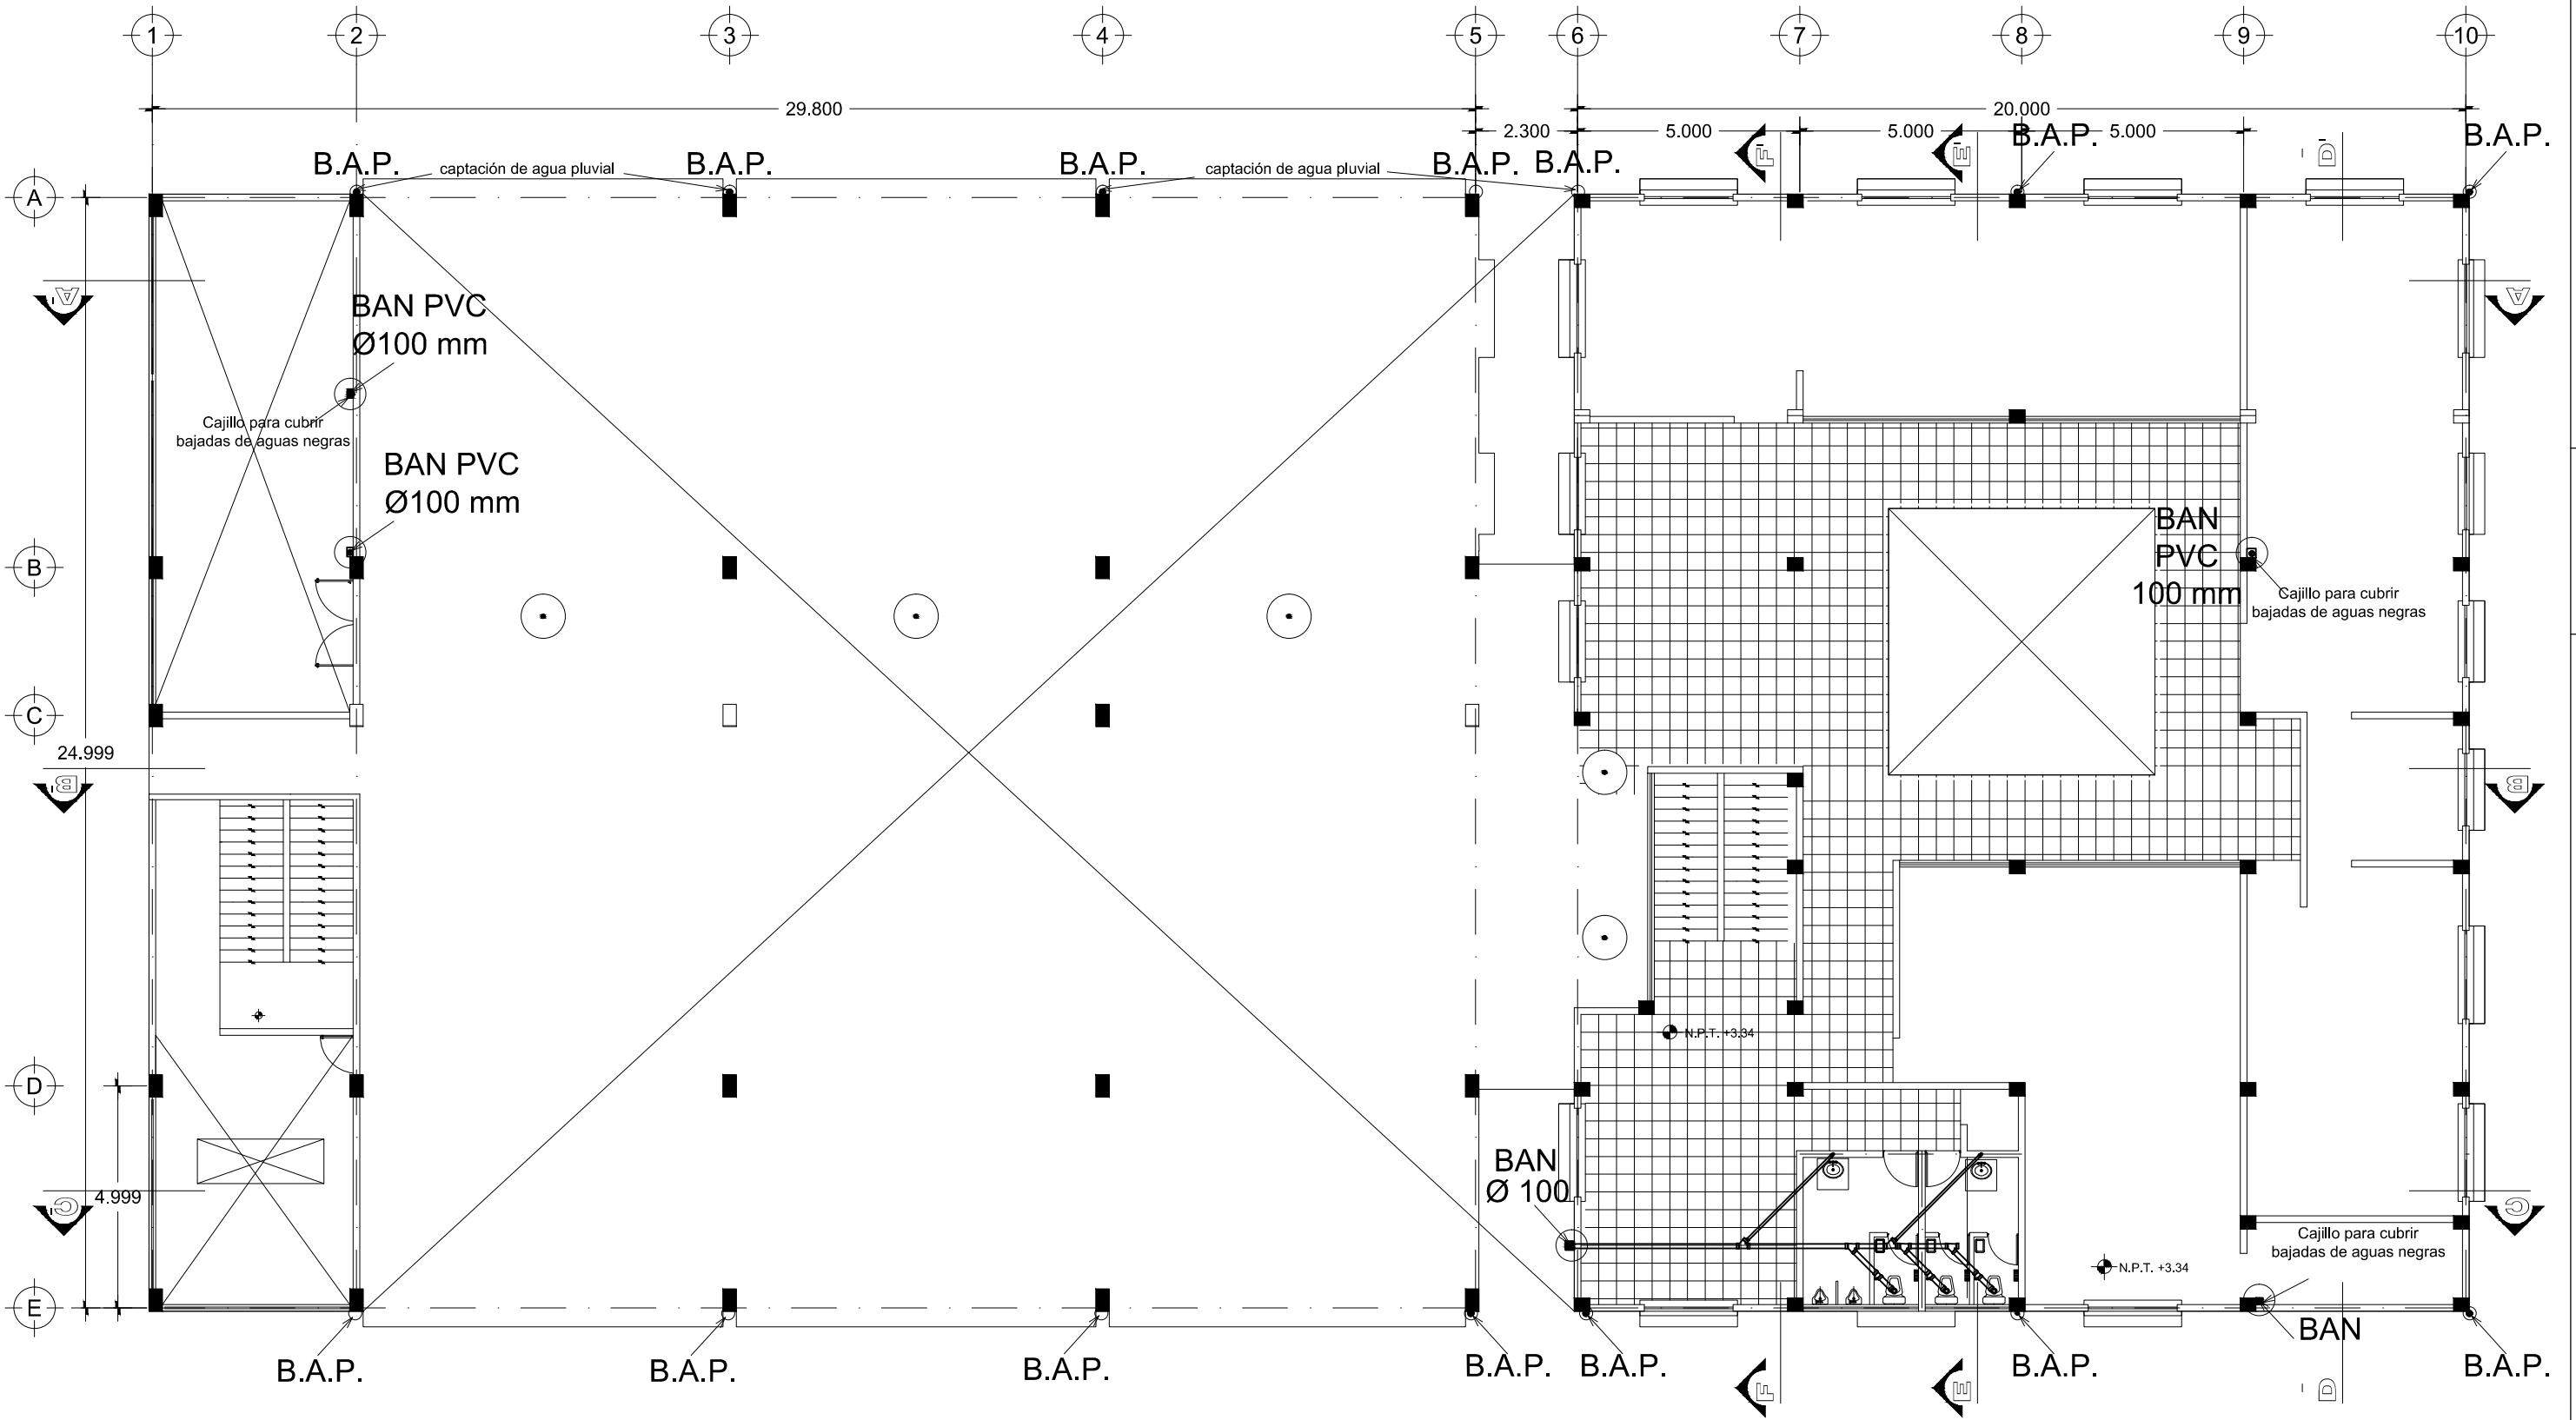 1 2 3 4 5 6 7 8 9 10
29.800 20.000
2.300 5.000 5.000 5.000
B.A.P. B.A.P. B.A.P. B.A.P. B.A.P. B.A.P. B.A.P.
captación de agua pluvial captación de agua pluvial
F' E' D'
A
A' A
BAN PVC
Ø100 mm
Cajillo para cubrir
bajadas de aguas negras
BAN PVC
Ø100 mm
BAN
PVC
100 mm
Cajillo para cubrir
bajadas de aguas negras
B
C
24.999
B' B
N.P.T. +3.34
D
BAN
Ø 100
4.999
C' C
Cajillo para cubrir
bajadas de aguas negras
N.P.T. +3.34
E
BAN
B.A.P. B.A.P. B.A.P. B.A.P. B.A.P. B.A.P. B.A.P.
F E D